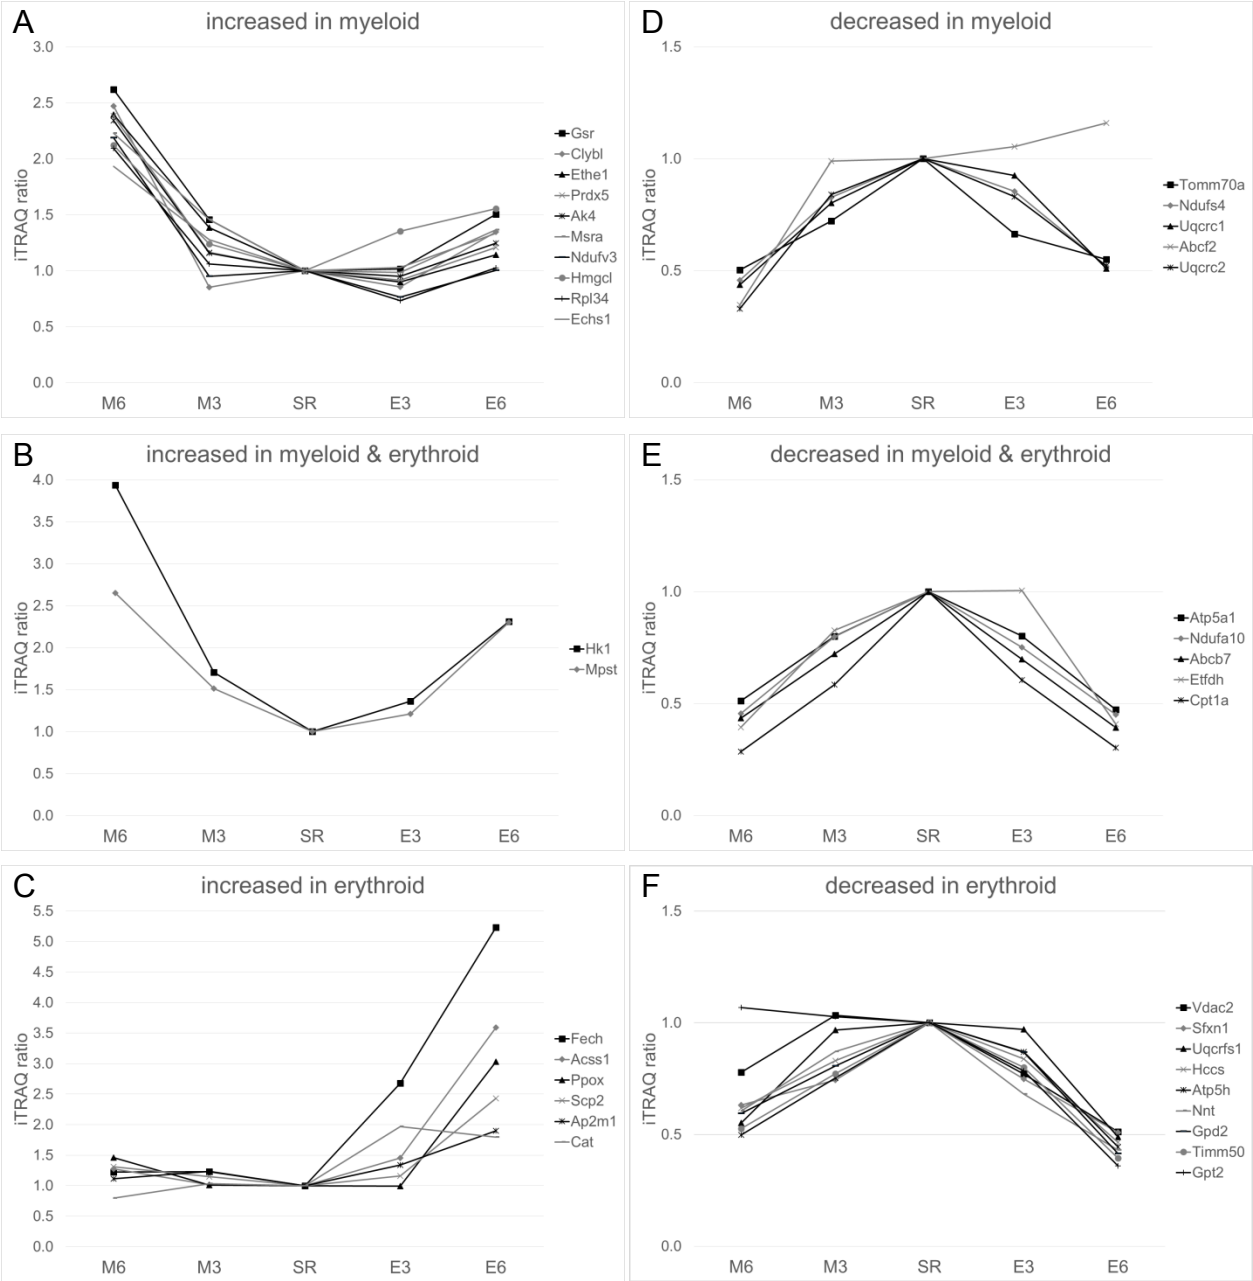 A
increased in myeloid
3.0
2.5
2.0
1.5
1.0
0.5
0.0
iTRAQ ratio
M6 M3 SR E3 E6
Gsr
Clybl
Ethe1
Prdx5
Ak4
Msra
Ndufv3
Hmgcl
Rpl34
Echs1
D
decreased in myeloid
1.5
1.0
0.5
0.0
iTRAQ ratio
M6 M3 SR E3 E6
Tomm70a
Ndufs4
Uqcrc1
Abcf2
Uqcrc2
B
increased in myeloid & erythroid
4.0
3.5
3.0
2.5
2.0
1.5
1.0
0.5
0.0
iTRAQ ratio
M6 M3 SR E3 E6
Hk1
Mpst
E
decreased in myeloid & erythroid
1.5
1.0
0.5
0.0
iTRAQ ratio
M6 M3 SR E3 E6
Atp5a1
Ndufa10
Abcb7
Etfdh
Cpt1a
C
increased in erythroid
5.5
5.0
4.5
4.0
3.5
3.0
2.5
2.0
1.5
1.0
0.5
0.0
iTRAQ ratio
M6 M3 SR E3 E6
Fech
Acss1
Ppox
Scp2
Ap2m1
Cat
F
decreased in erythroid
1.5
1.0
0.5
0.0
iTRAQ ratio
M6 M3 SR E3 E6
Vdac2
Sfxn1
Uqcrfs1
Hccs
Atp5h
Nnt
Gpd2
Timm50
Gpt2